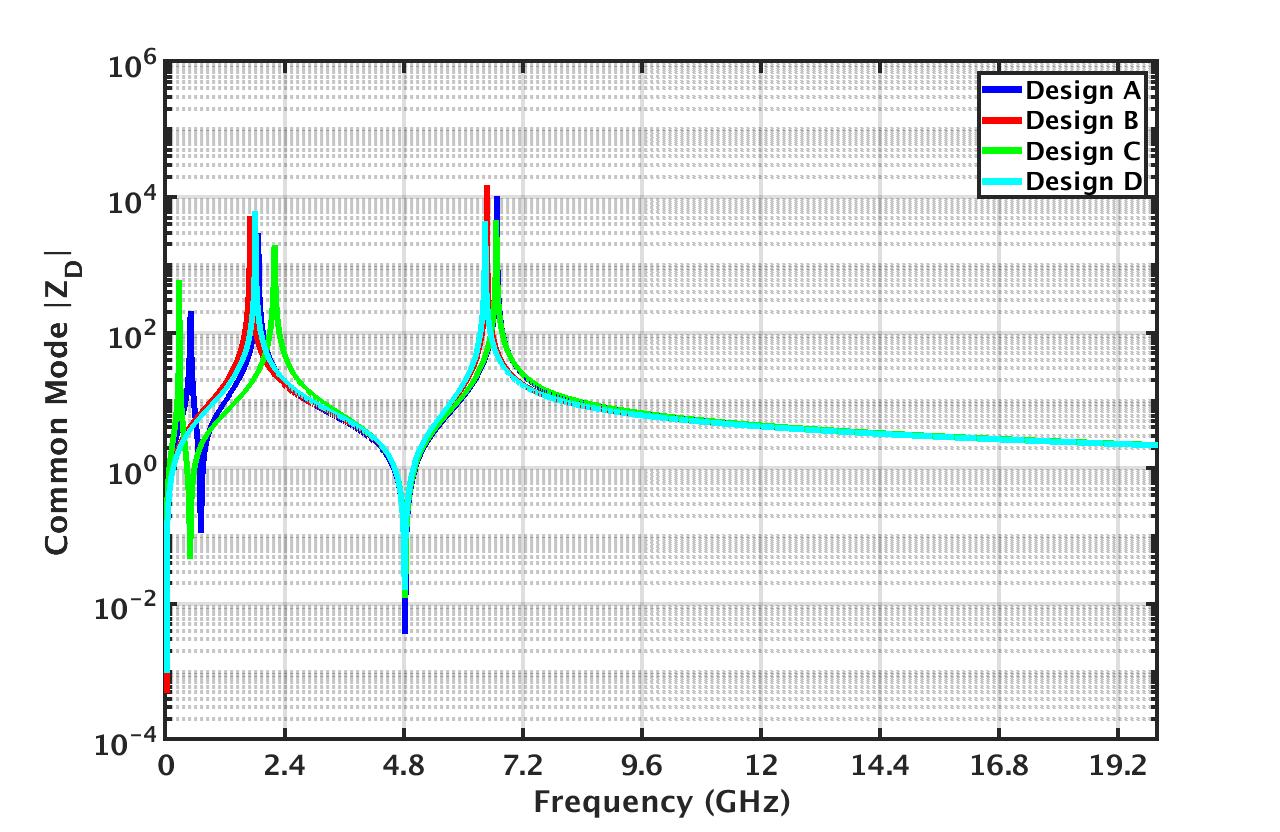 10^6
10^4
10^2
10^0
10^-2
10^-4
Common Mode |Z_D|
Design A
Design B
Design C
Design D
0 2.4 4.8 7.2 9.6 12 14.4 16.8 19.2
Frequency (GHz)